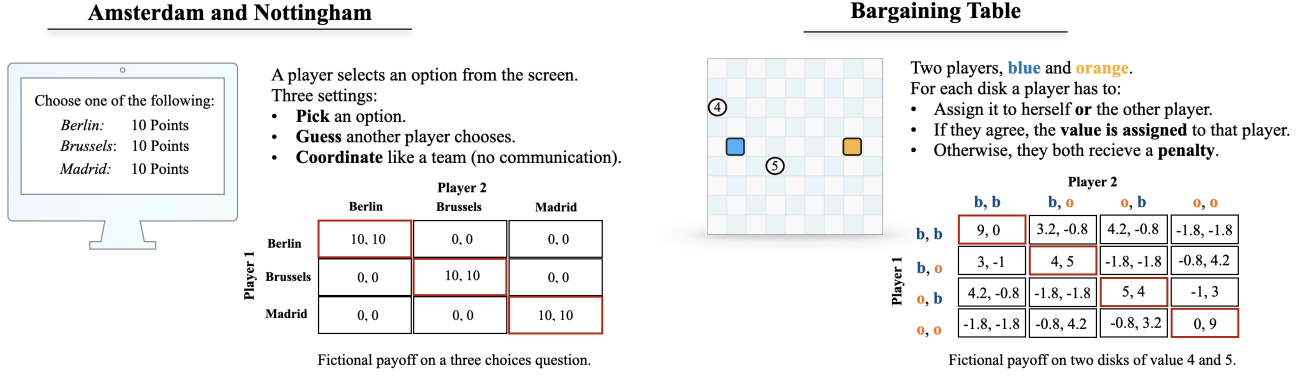 Amsterdam and Nottingham
Choose one of the following:
Berlin: 10 Points
Brussels: 10 Points
Madrid: 10 Points
A player selects an option from the screen.
Three settings:
• Pick an option.
• Guess another player chooses.
• Coordinate like a team (no communication).
Player 2
Berlin Brussels Madrid
Player 1
Berlin 10, 10 0, 0 0, 0
Brussels 0, 0 10, 10 0, 0
Madrid 0, 0 0, 0 10, 10
Fictional payoff on a three choices question.
Bargaining Table
4
5
Two players, blue and orange.
For each disk a player has to:
• Assign it to herself or the other player.
• If they agree, the value is assigned to that player.
• Otherwise, they both recieve a penalty.
Player 2
b, b b, o o, b o, o
Player 1
b, b 9, 0 3.2, -0.8 4.2, -0.8 -1.8, -1.8
b, o 3, -1 4, 5 -1.8, -1.8 -0.8, 4.2
o, b 4.2, -0.8 -1.8, -1.8 5, 4 -1, 3
o, o -1.8, -1.8 -0.8, 4.2 -0.8, 3.2 0, 9
Fictional payoff on two disks of value 4 and 5.